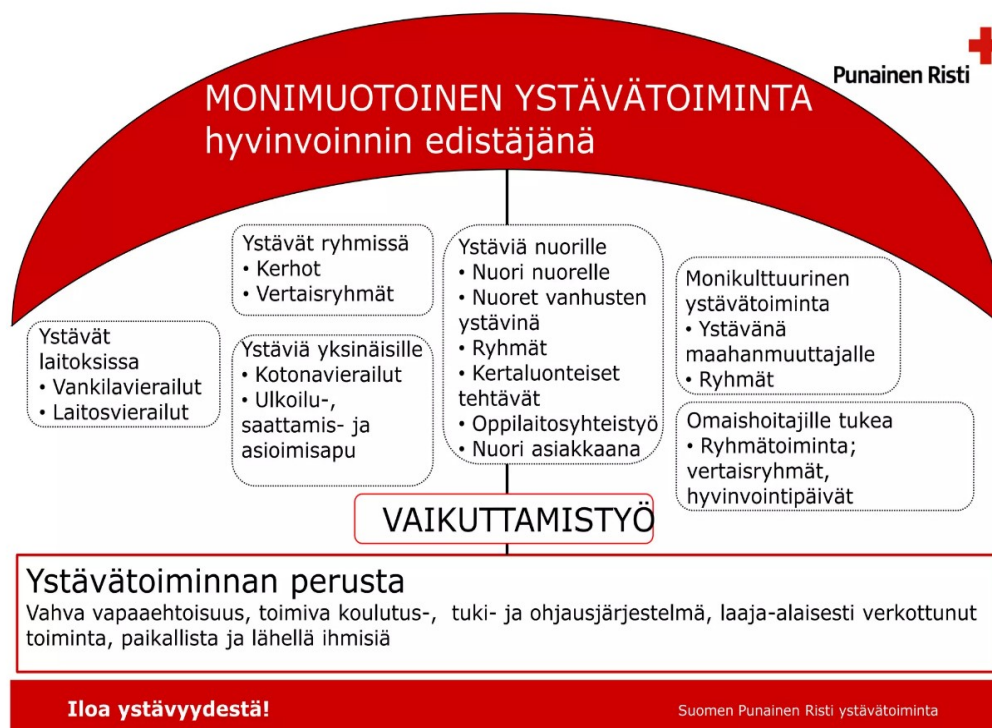 Punainen Risti
MONIMUOTOINEN YSTÄVÄTOIMINTA
hyvinvoinnin edistäjänä
Ystävät
laitoksissa
• Vankilavierailut
• Laitosvierailut
Ystävät ryhmissä
• Kerhot
• Vertaisryhmät
Ystäviä yksinäisille
• Kotonavierailut
• Ulkoilu-,
saattamis- ja
asioimisapu
Ystäviä nuorille
• Nuori nuorelle
• Nuoret vanhusten
ystävinä
• Ryhmät
• Kertaluonteiset
tehtävät
• Oppilaitosyhteistyö
• Nuori asiakkaana
Monikulttuurinen
ystävätoiminta
• Ystävänä
maahanmuuttajalle
• Ryhmät
Omaishoitajille tukea
• Ryhmätoiminta;
vertaisryhmät,
hyvinvointipäivät
VAIKUTTAMISTYÖ
Ystävätoiminnan perusta
Vahva vapaaehtoisuus, toimiva koulutus-, tuki- ja ohjausjärjestelmä, laaja-alaisesti verkottunut
toiminta, paikallista ja lähellä ihmisiä
Iloa ystävyydestä!
Suomen Punainen Risti ystävätoiminta